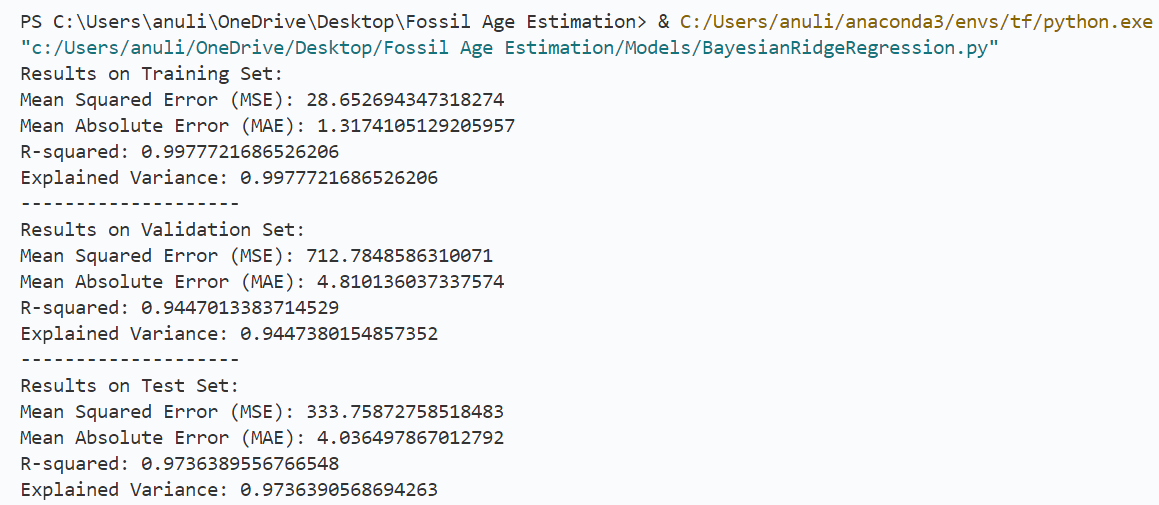 PS C:\Users\anuli\OneDrive\Desktop\Fossil Age Estimation> & C:/Users/anuli/anaconda3/envs/tf/python.exe
"c:/Users/anuli/OneDrive/Desktop/Fossil Age Estimation/Models/BayesianRidgeRegression.py"
Results on Training Set:
Mean Squared Error (MSE): 28.652694347318274
Mean Absolute Error (MAE): 1.3174105129205957
R-squared: 0.9977721686526206
Explained Variance: 0.9977721686526206
--------------------
Results on Validation Set:
Mean Squared Error (MSE): 712.7848586310071
Mean Absolute Error (MAE): 4.810136037337574
R-squared: 0.9447013383714529
Explained Variance: 0.9447380154857352
--------------------
Results on Test Set:
Mean Squared Error (MSE): 333.75872758518483
Mean Absolute Error (MAE): 4.036497867012792
R-squared: 0.9736389556766548
Explained Variance: 0.9736390568694263